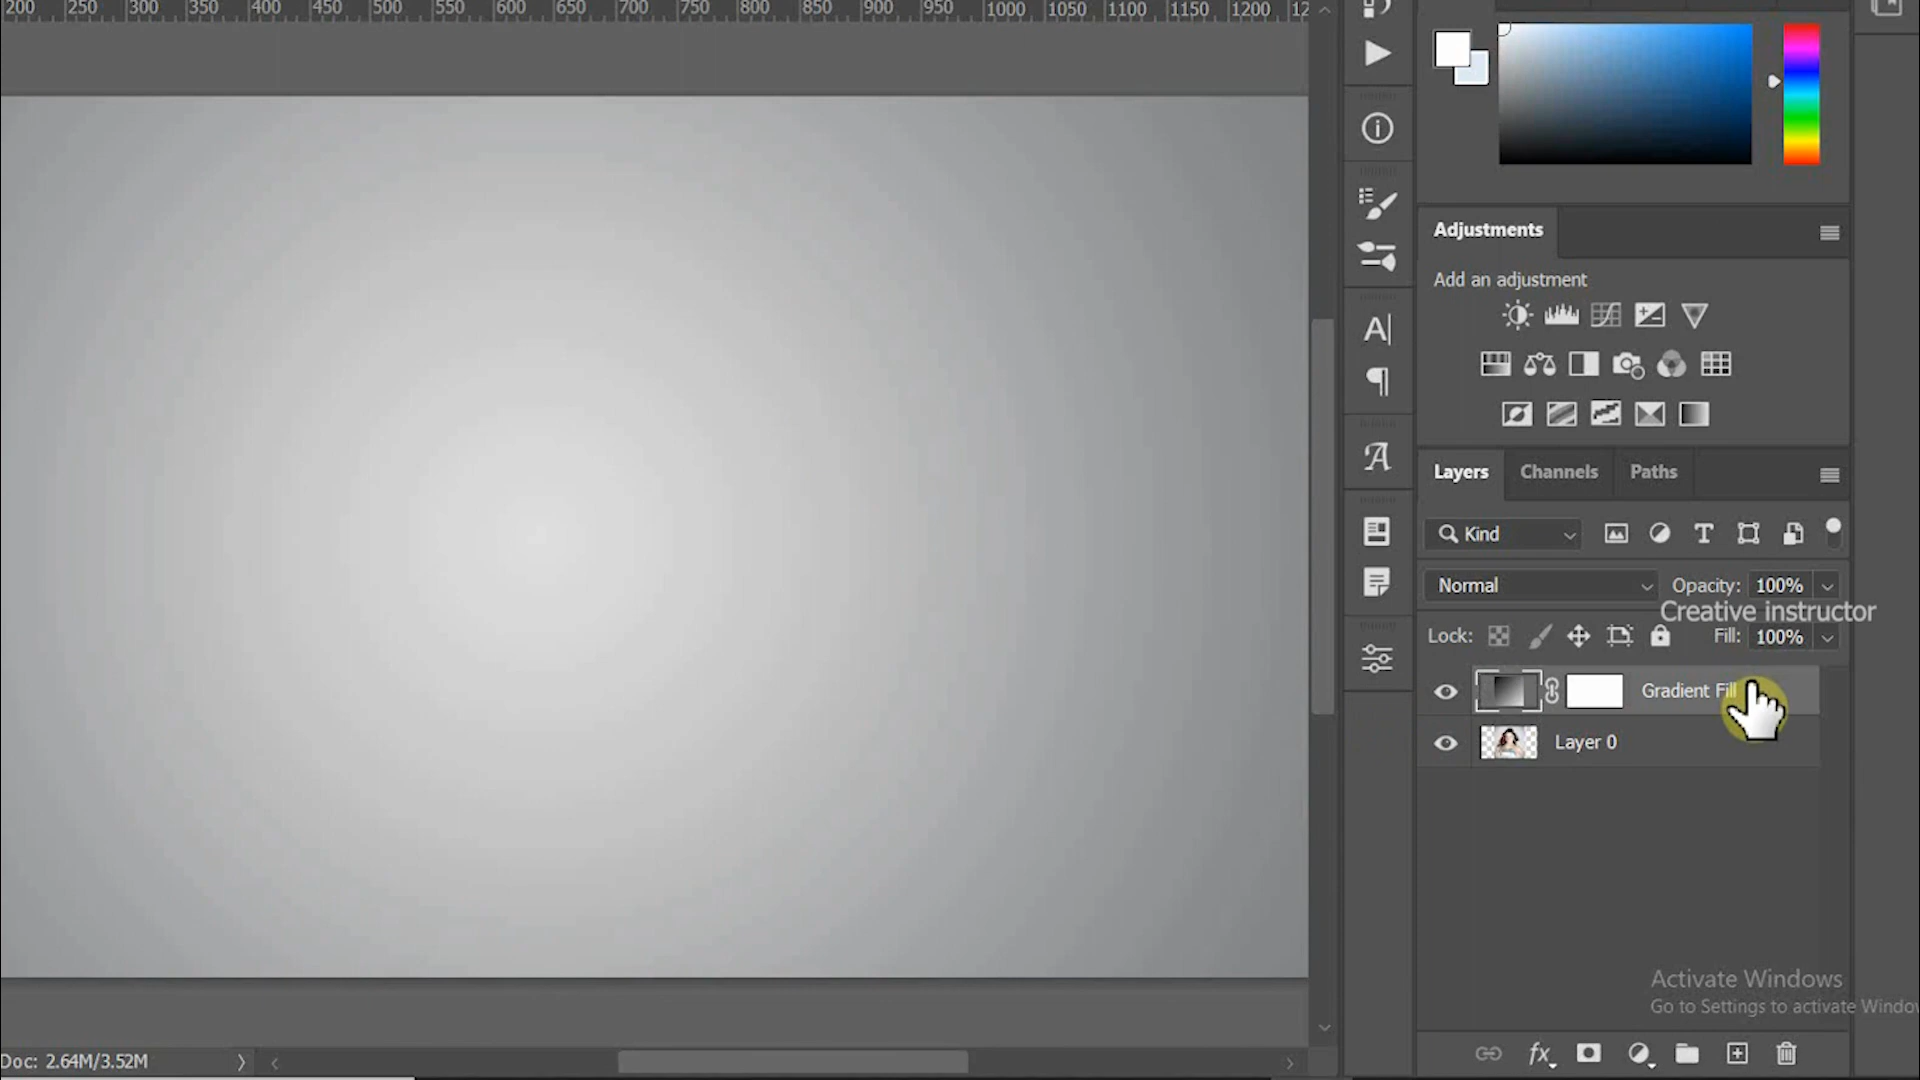 200 250 300 350 400 450 500 550 600 650 700 750 800 850 900 950 1000 1050 1100 1150 1200 12
Adjustments
Add an adjustment
Layers Channels Paths
Kind
Normal Opacity: 100%
Creative instructor
Lock: Fill: 100%
Gradient Fill
Layer 0
Activate Windows
Go to Settings to activate Windo
Doc: 2.64M/3.52M